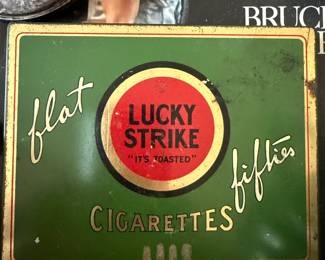 BRUC
flat
LUCKY
STRIKE
"IT'S TOASTED"
fifties
CIGARETTES